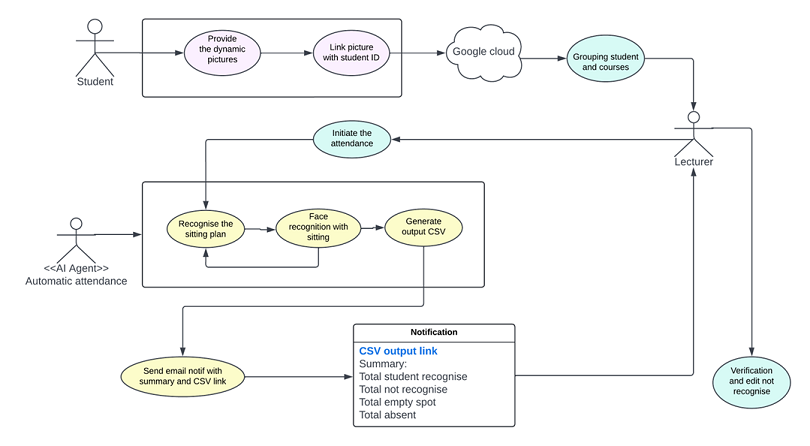 Student
Provide
the dynamic
pictures
Link picture
with student ID
Google cloud
Grouping student
and courses
Lecturer
Initiate the
attendance
<<AI Agent>>
Automatic attendance
Recognise the
sitting plan
Face
recognition with
sitting
Generate
output CSV
Send email notif with
summary and CSV link
Notification
CSV output link
Summary:
Total student recognise
Total not recognise
Total empty spot
Total absent
Verification
and edit not
recognise